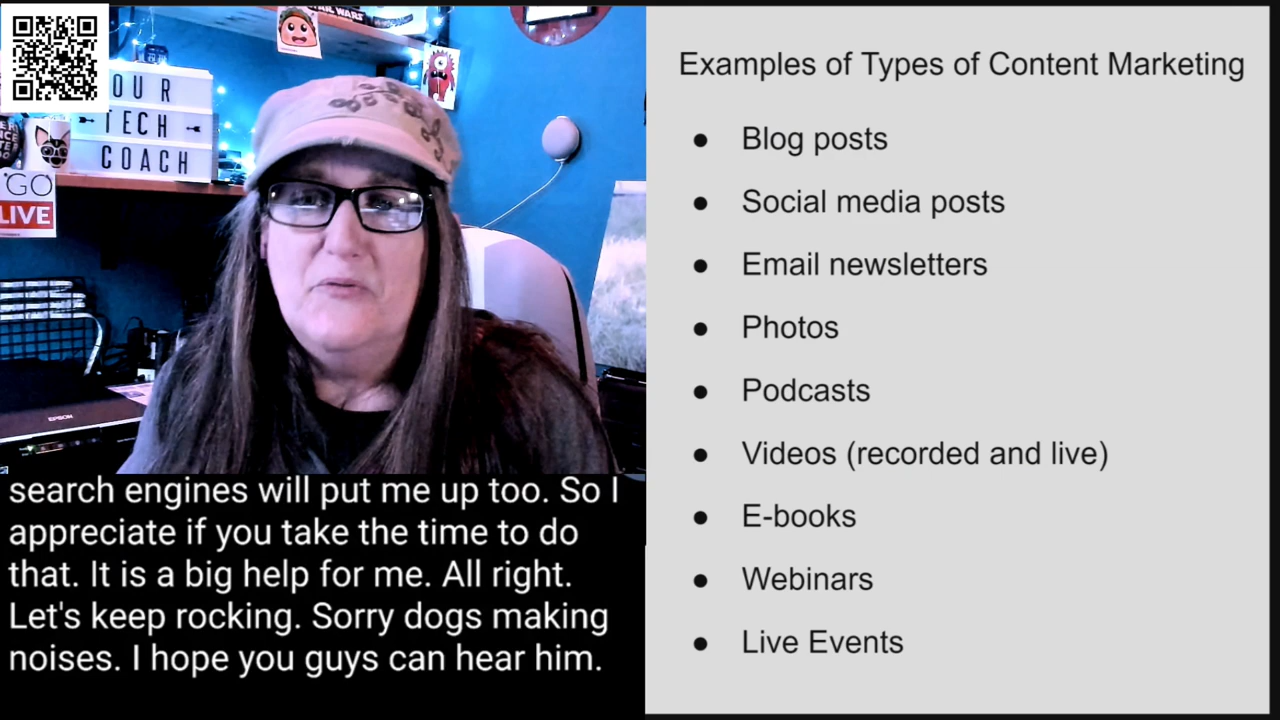 STAR WARS
OUR
TECH
COACH
GO
LIVE
EPSON
search engines will put me up too. So I
appreciate if you take the time to do
that. It is a big help for me. All right.
Let's keep rocking. Sorry dogs making
noises. I hope you guys can hear him.
Examples of Types of Content Marketing
● Blog posts
● Social media posts
● Email newsletters
● Photos
● Podcasts
● Videos (recorded and live)
● E-books
● Webinars
● Live Events